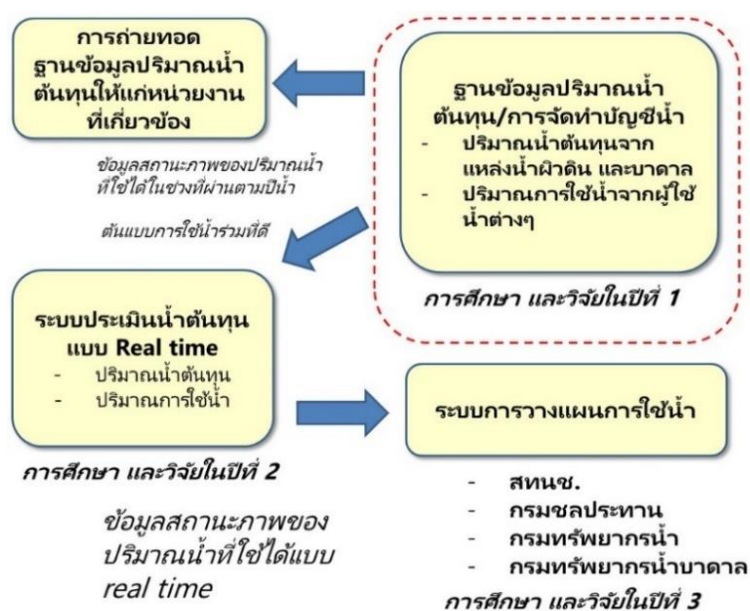 การถ่ายทอด
ฐานข้อมูลปริมาณน้ำ
ต้นทุนให้แก่หน่วยงาน
ที่เกี่ยวข้อง
ข้อมูลสถานะภาพของปริมาณน้ำ
ที่ใช้ได้ในช่วงที่ผ่านตามปีน้ำ
ต้นแบบการใช้น้ำร่วมที่ดี
ฐานข้อมูลปริมาณน้ำ
ต้นทุน/การจัดทำบัญชีน้ำ
- ปริมาณน้ำต้นทุนจาก
แหล่งน้ำผิวดิน และบาดาล
- ปริมาณการใช้น้ำจากผู้ใช้
น้ำต่างๆ
การศึกษา และวิจัยในปีที่ 1
ระบบประเมินน้ำต้นทุน
แบบ Real time
- ปริมาณน้ำต้นทุน
- ปริมาณการใช้น้ำ
การศึกษา และวิจัยในปีที่ 2
ข้อมูลสถานะภาพของ
ปริมาณน้ำที่ใช้ได้แบบ
real time
ระบบการวางแผนการใช้น้ำ
- สทนช.
- กรมชลประทาน
- กรมทรัพยากรน้ำ
- กรมทรัพยากรน้ำบาดาล
การศึกษา และวิจัยในปีที่ 3